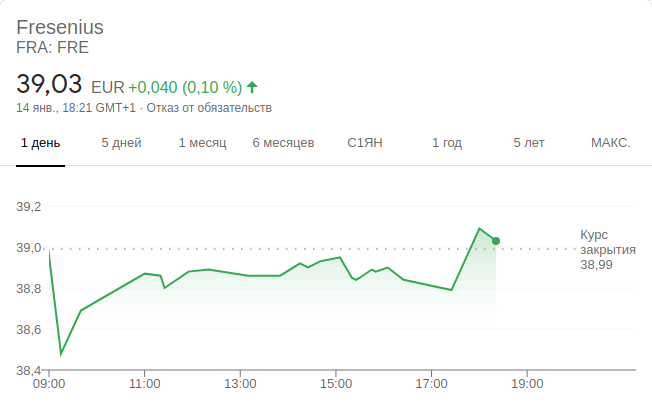 Fresenius
FRA: FRE
39,03 EUR +0,040 (0,10 %)
14 янв., 18:21 GMT+1 · Отказ от обязательств
1 день 5 дней 1 месяц 6 месяцев С1ЯН 1 год 5 лет МАКС.
39,2
39,0
38,8
38,6
38,4
Курс
закрытия
38,99
09:00 11:00 13:00 15:00 17:00 19:00